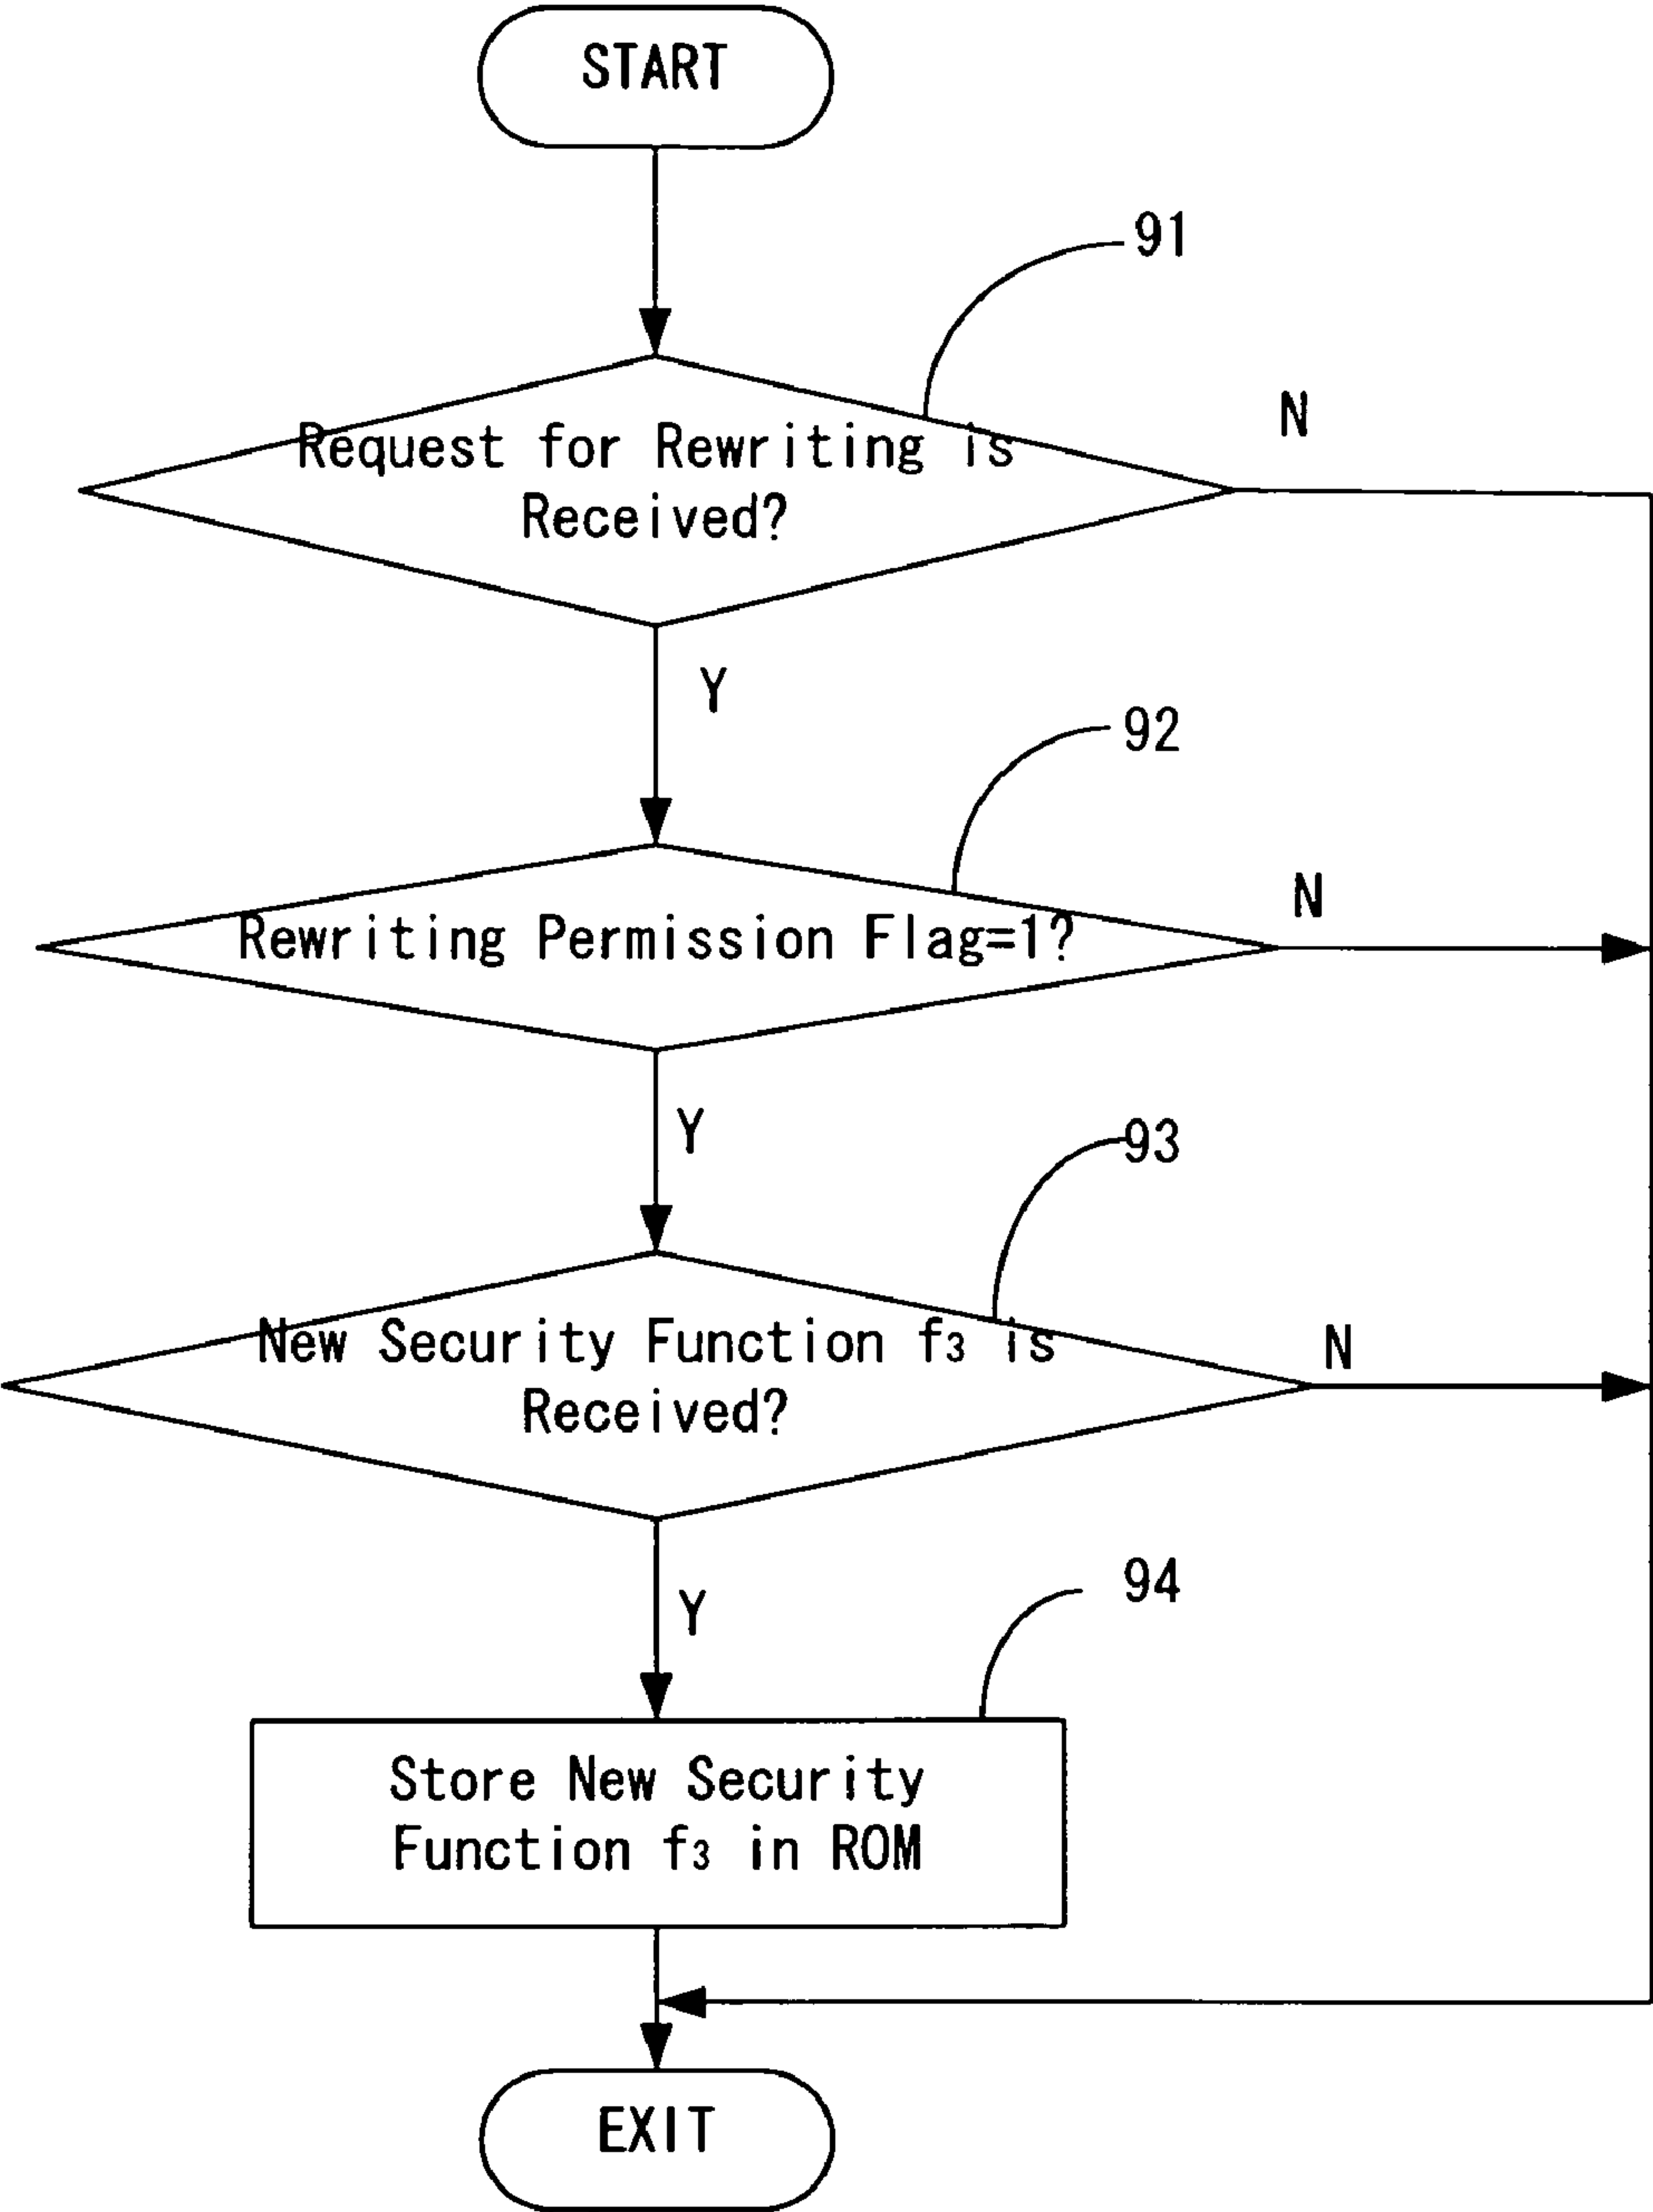 START
91
Request for Rewriting is
Received?
N
Y
92
Rewriting Permission Flag=1?
N
Y
93
New Security Function f₃ is
Received?
N
Y
94
Store New Security
Function f₃ in ROM
EXIT